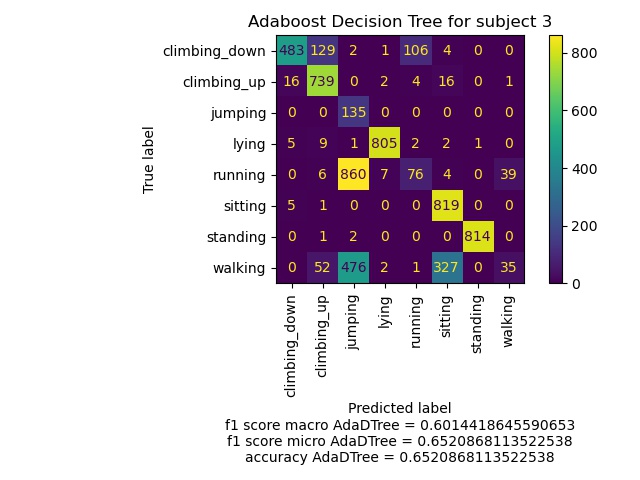 Adaboost Decision Tree for subject 3
climbing_down 483 129 2 1 106 4 0 0
climbing_up 16 739 0 2 4 16 0 1
jumping 0 0 135 0 0 0 0 0
lying 5 9 1 805 2 2 1 0
running 0 6 860 7 76 4 0 39
sitting 5 1 0 0 0 819 0 0
standing 0 1 2 0 0 0 814 0
walking 0 52 476 2 1 327 0 35
True label
climbing_down climbing_up jumping lying running sitting standing walking
Predicted label
800
600
400
200
0
f1 score macro AdaDTree = 0.6014418645590653
f1 score micro AdaDTree = 0.6520868113522538
accuracy AdaDTree = 0.6520868113522538